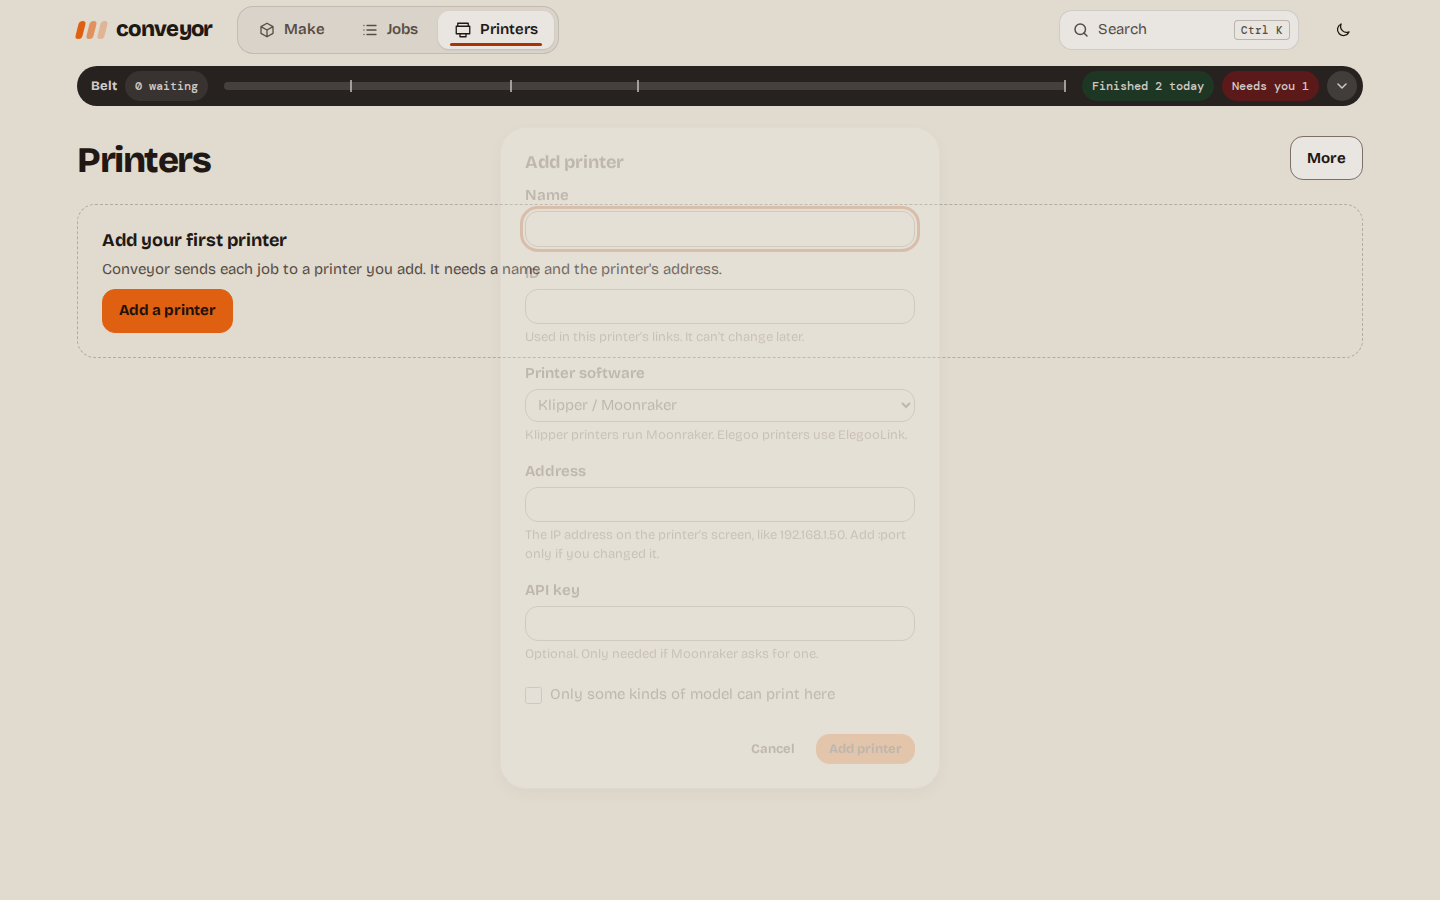 conveyor
Make
Jobs
Printers
Search
Ctrl K
Belt
0 waiting
Finished 2 today
Needs you 1
Printers
More
Add printer
Name
Add your first printer
Conveyor sends each job to a printer you add. It needs a name and the printer's address.
ID
Add a printer
Used in this printer's links. It can't change later.
Printer software
Klipper / Moonraker
Klipper printers run Moonraker. Elegoo printers use ElegooLink.
Address
The IP address on the printer's screen, like 192.168.1.50. Add :port
only if you changed it.
API key
Optional. Only needed if Moonraker asks for one.
Only some kinds of model can print here
Cancel
Add printer